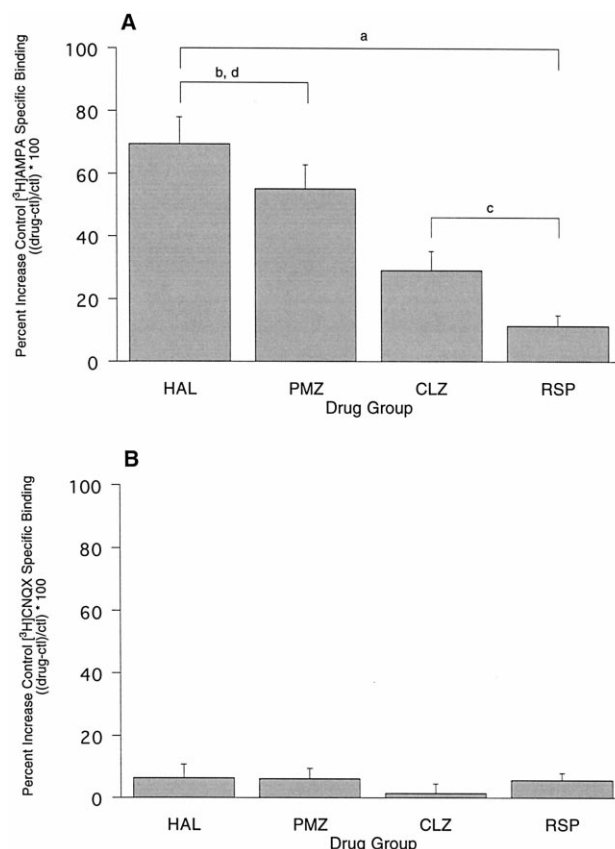 A
Percent Increase Control [³H]AMPA Specific Binding
((drug-ctl)/ctl) * 100
100
80
60
40
20
0
a
b, d
c
HAL PMZ CLZ RSP
Drug Group
B
Percent Increase Control [³H]CNQX Specific Binding
((drug-ctl)/ctl) * 100
100
80
60
40
20
0
HAL PMZ CLZ RSP
Drug Group